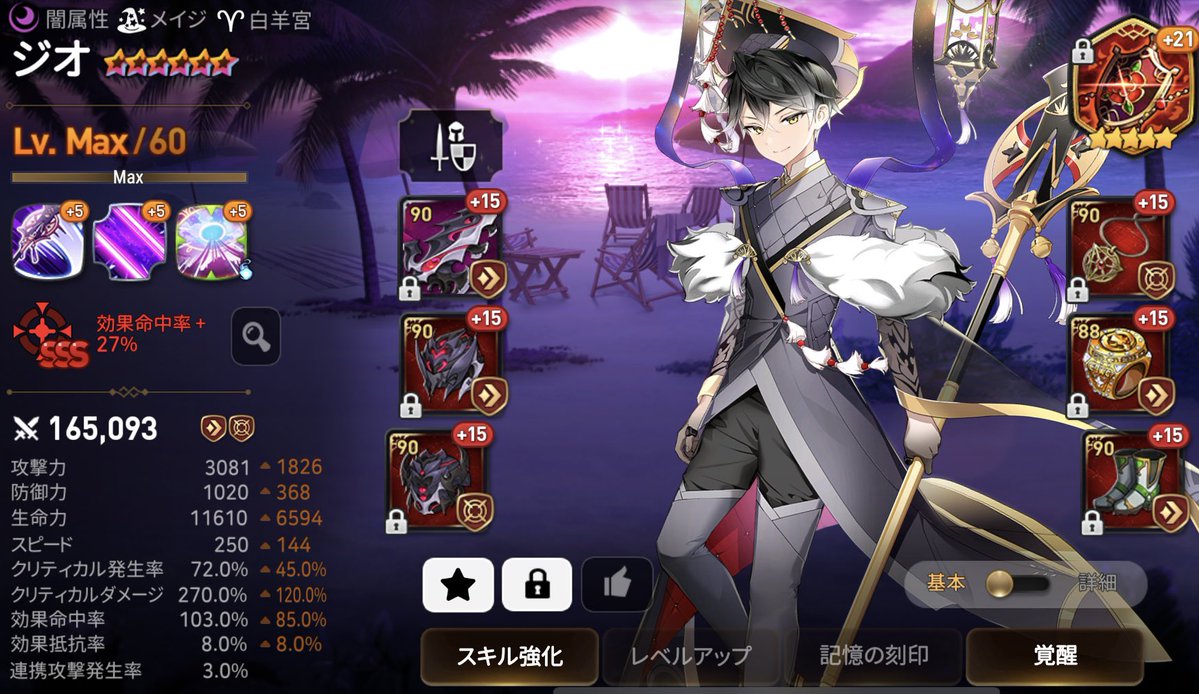 闇属性 メイジ 白羊宮
ジオ
Lv. Max/60
Max
+5 +5 +5
効果命中率 +
27%
SSS
165,093
攻撃力 3081 1826
防御力 1020 368
生命力 11610 6594
スピード 250 144
クリティカル発生率 72.0% 45.0%
クリティカルダメージ 270.0% 120.0%
効果命中率 103.0% 85.0%
効果抵抗率 8.0% 8.0%
連携攻撃発生率 3.0%
90 +15
90 +15
90 +15
+21
90 +15
88 +15
90 +15
基本 詳細
スキル強化 レベルアップ 記憶の刻印 覚醒